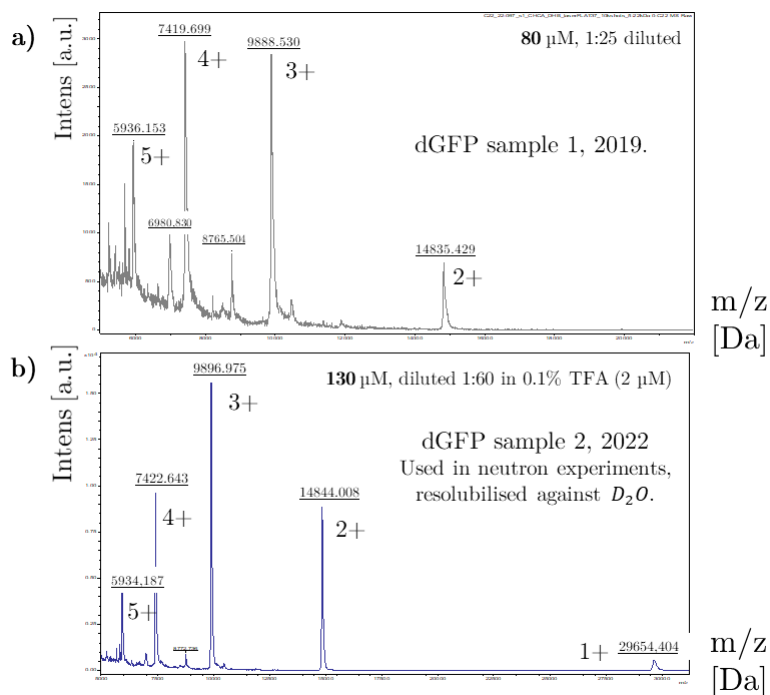 a)
Intens [a.u.]
80 µM, 1:25 diluted
7419.699
4+
9888.530
3+
5936.153
5+
dGFP sample 1, 2019.
6980,830
8765.504
14835.429
2+
m/z
[Da]
b)
Intens [a.u.]
9896.975
3+
130 µM, diluted 1:60 in 0.1% TFA (2 µM)
dGFP sample 2, 2022
Used in neutron experiments,
resolubilised against D₂O.
7422.643
4+
14844.008
2+
5934,187
5+
1+
29654.404
m/z
[Da]